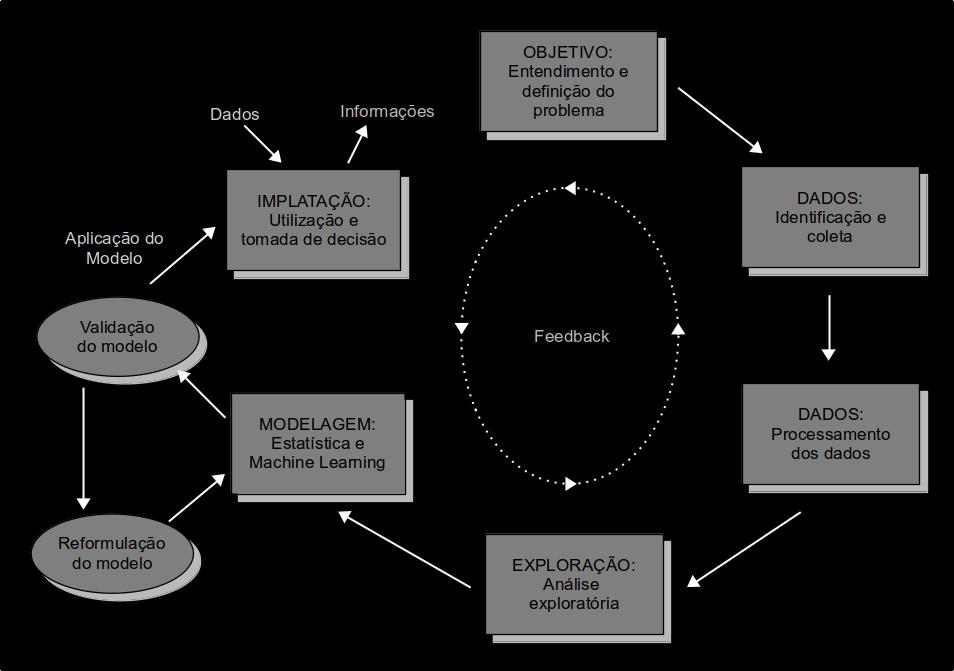 OBJETIVO:
Entendimento e
definição do
problema
DADOS:
Identificação e
coleta
DADOS:
Processamento
dos dados
EXPLORAÇÃO:
Análise
exploratória
MODELAGEM:
Estatística e
Machine Learning
Validação
do modelo
Reformulação
do modelo
Aplicação do
Modelo
IMPLATAÇÃO:
Utilização e
tomada de decisão
Dados
Informações
Feedback